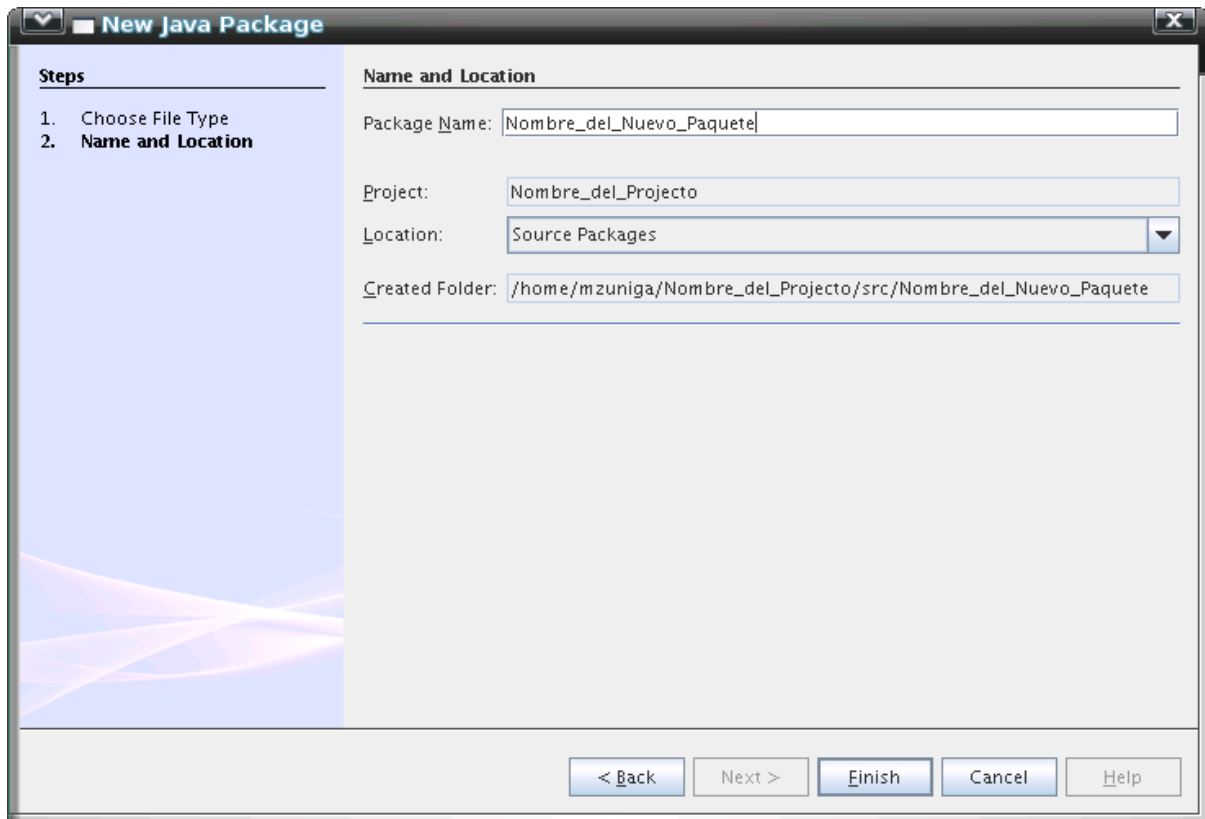 New Java Package
Steps
1. Choose File Type
2. Name and Location
Name and Location
Package Name: Nombre_del_Nuevo_Paquete
Project: Nombre_del_Projecto
Location: Source Packages
Created Folder: /home/mzuniga/Nombre_del_Projecto/src/Nombre_del_Nuevo_Paquete
< Back Next > Finish Cancel Help